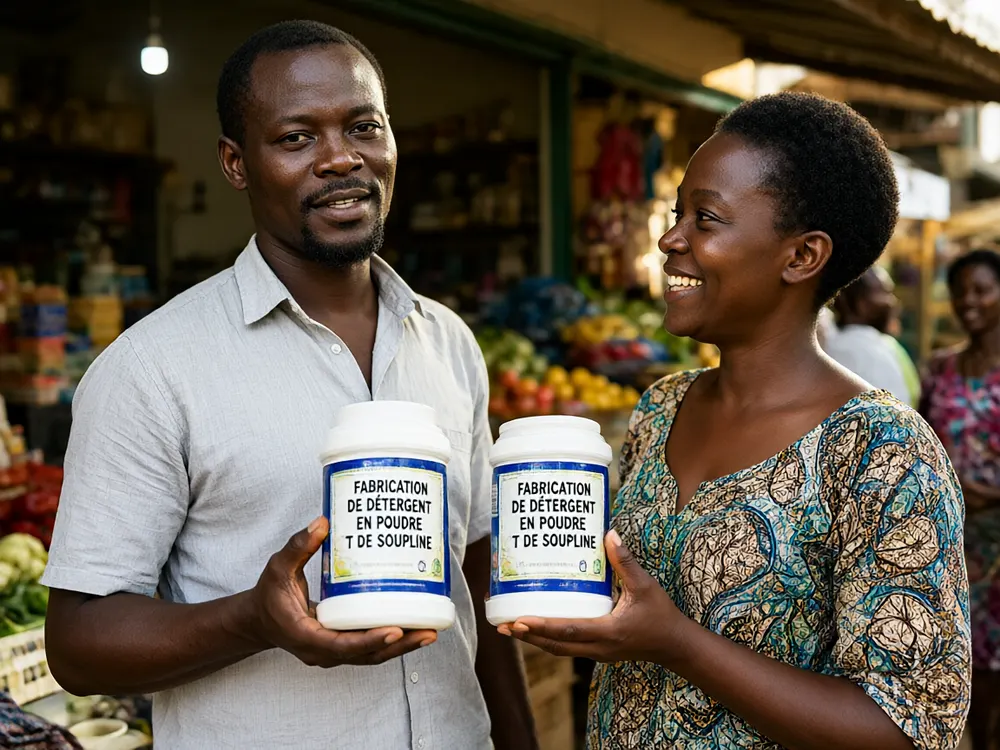 FABRICATION
DE DÉTERGENT
EN POUDRE
T DE SOUPLINE
FABRICATION
DE DÉTERGENT
EN POUDRE
T DE SOUPLINE